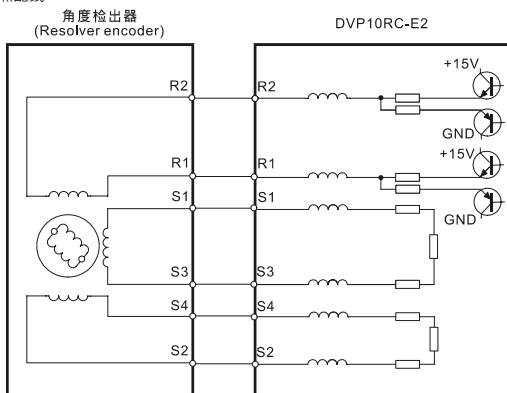 角度检出器
(Resolver encoder)
DVP10RC-E2
R2
R2
+15V
GND
R1
R1
+15V
S1
S1
GND
S3
S3
S4
S4
S2
S2